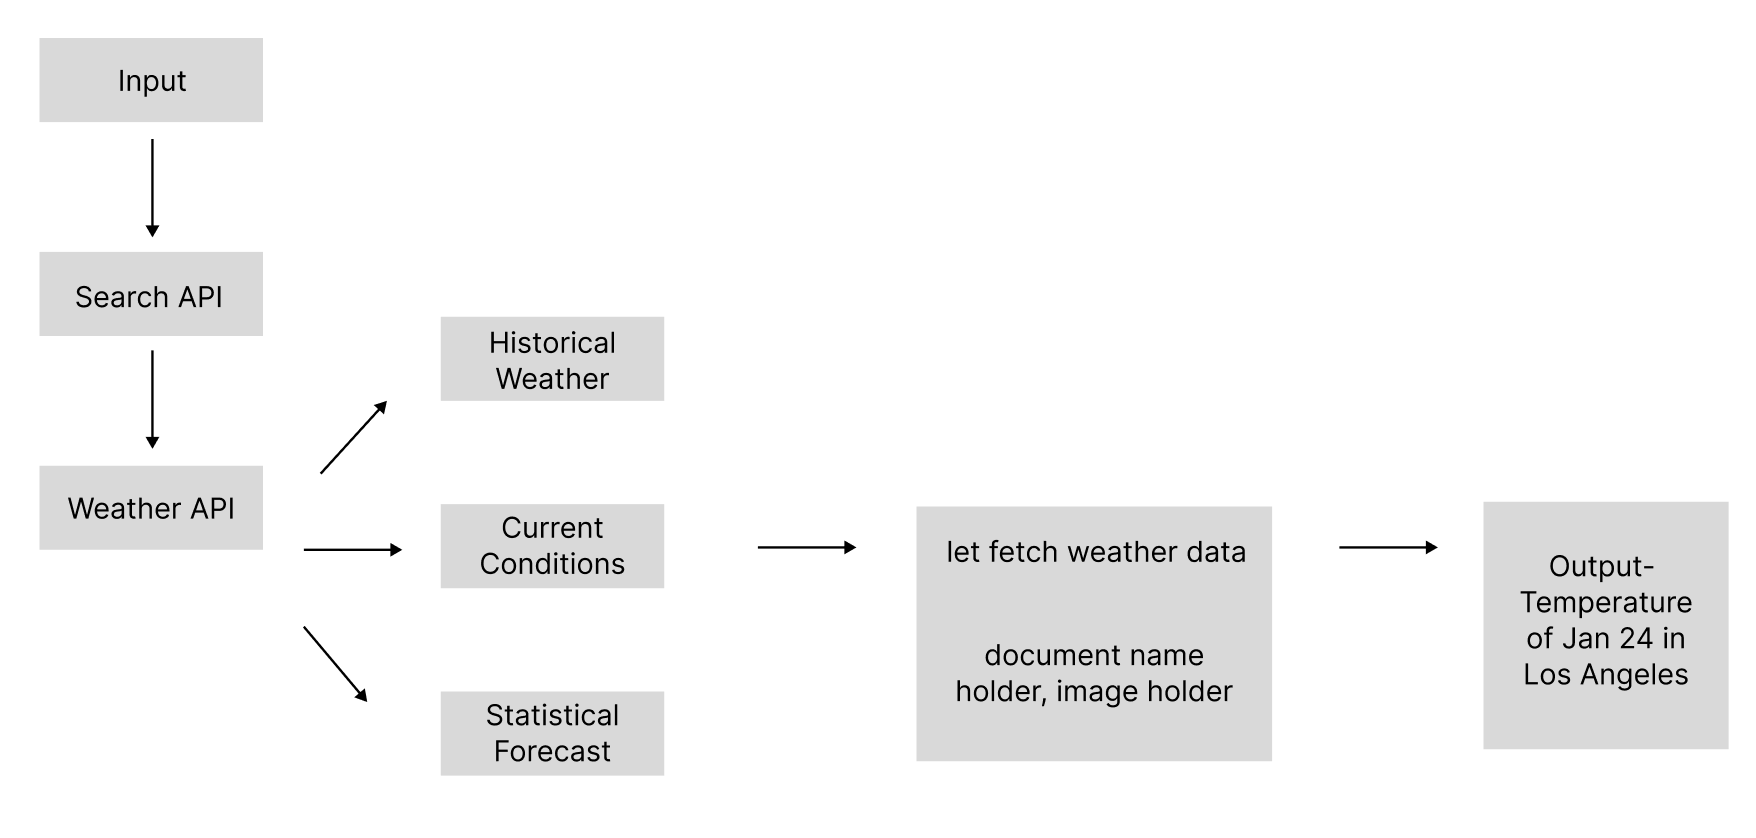 Input
Search API
Weather API
Historical
Weather
Current
Conditions
Statistical
Forecast
let fetch weather data
document name
holder, image holder
Output-
Temperature
of Jan 24 in
Los Angeles